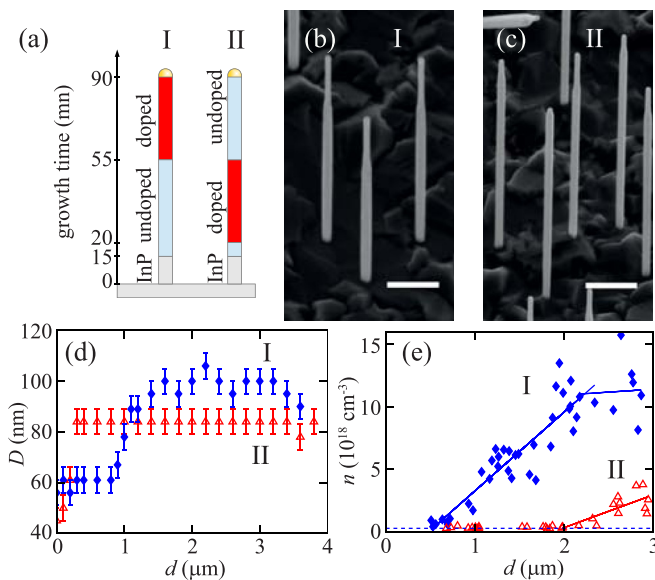 (a)
I
II
growth time (mn)
90
55
20
15
0
InP
undoped
doped
InP
doped
undoped
(b)
I
(c)
II
(d)
I
II
D (nm)
120
100
80
60
40
0
1
2
3
4
d (μm)
(e)
I
II
n (10¹⁸ cm⁻³)
15
10
5
0
0
1
2
3
d (μm)